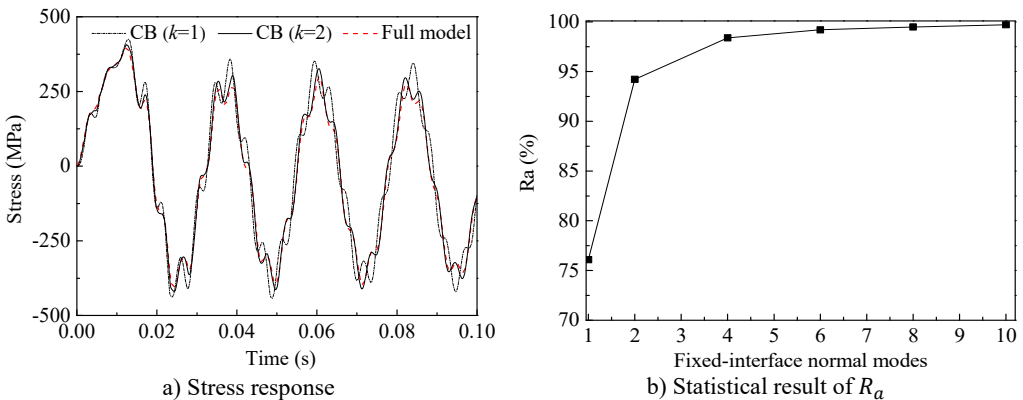 CB (k=1) CB (k=2) Full model
500
250
0
-250
-500
Stress (MPa)
0.00 0.02 0.04 0.06 0.08 0.10
Time (s)
a) Stress response
100
95
90
85
80
75
70
Ra (%)
1 2 3 4 5 6 7 8 9 10
Fixed-interface normal modes
b) Statistical result of Rₐ